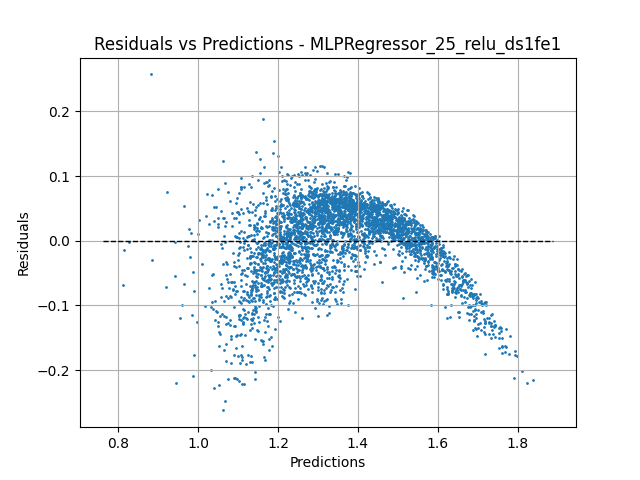 Residuals vs Predictions - MLPRegressor_25_relu_ds1fe1
0.2
0.1
0.0
−0.1
−0.2
Residuals
0.8 1.0 1.2 1.4 1.6 1.8
Predictions